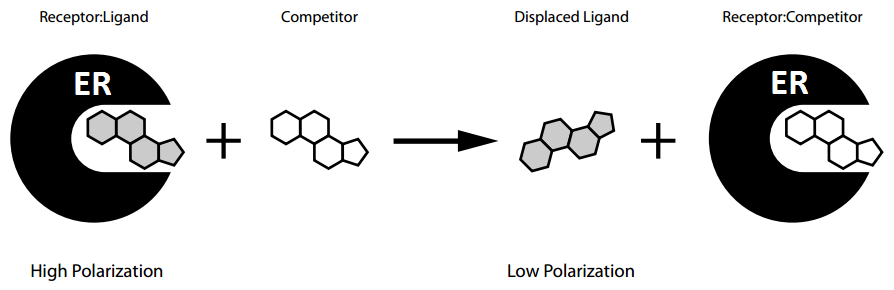 Receptor:Ligand
Competitor
Displaced Ligand
Receptor:Competitor
ER
ER
High Polarization
Low Polarization